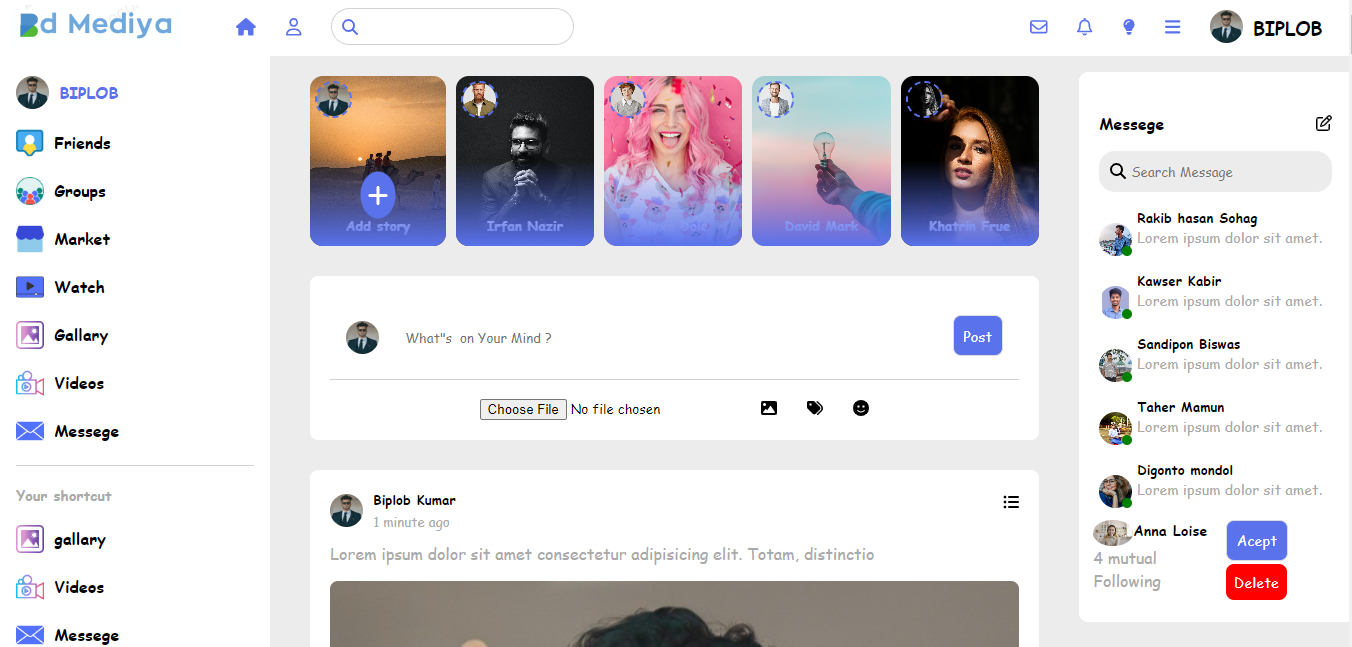 Bd Mediya
BIPLOB
BIPLOB
Friends
Groups
Market
Watch
Gallary
Videos
Messege
Your shortcut
gallary
Videos
Messege
Add story
Irfan Nazir
David Mark
Khatrin Frue
What"s on Your Mind ?
Post
Choose File No file chosen
Biplob Kumar
1 minute ago
Lorem ipsum dolor sit amet consectetur adipisicing elit. Totam, distinctio
Messege
Search Message
Rakib hasan Sohag
Lorem ipsum dolor sit amet.
Kawser Kabir
Lorem ipsum dolor sit amet.
Sandipon Biswas
Lorem ipsum dolor sit amet.
Taher Mamun
Lorem ipsum dolor sit amet.
Digonto mondol
Lorem ipsum dolor sit amet.
Anna Loise
4 mutual
Following
Acept
Delete